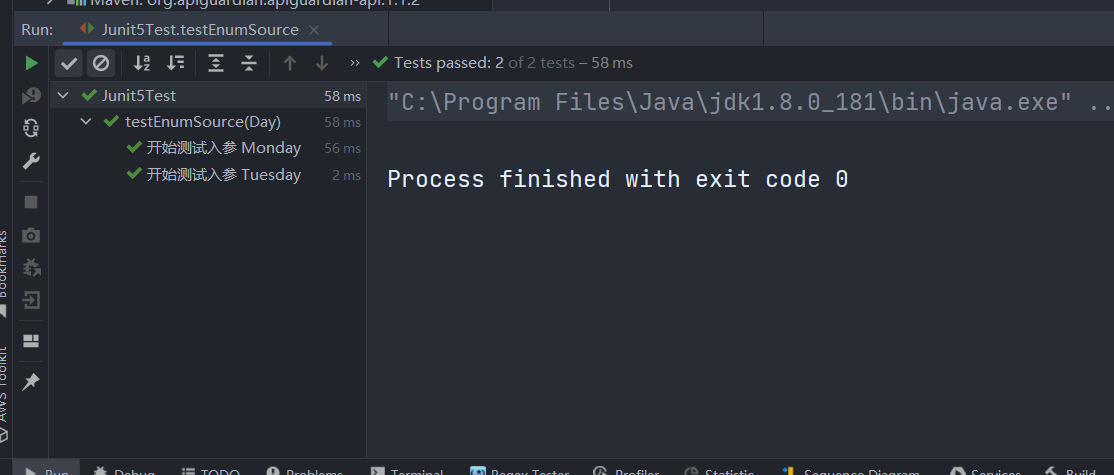 Maven: org.apiguardian:apiguardian-api:1.1.2
Run: Junit5Test.testEnumSource
Tests passed: 2 of 2 tests – 58 ms
Junit5Test 58 ms
testEnumSource(Day) 58 ms
开始测试入参 Monday 56 ms
开始测试入参 Tuesday 2 ms
"C:\Program Files\Java\jdk1.8.0_181\bin\java.exe" ..
Process finished with exit code 0
Bookmarks
AWS Toolkit
Run Debug TODO Problems Terminal Regex Tester Profiler Statistic Sequence Diagram Services Build